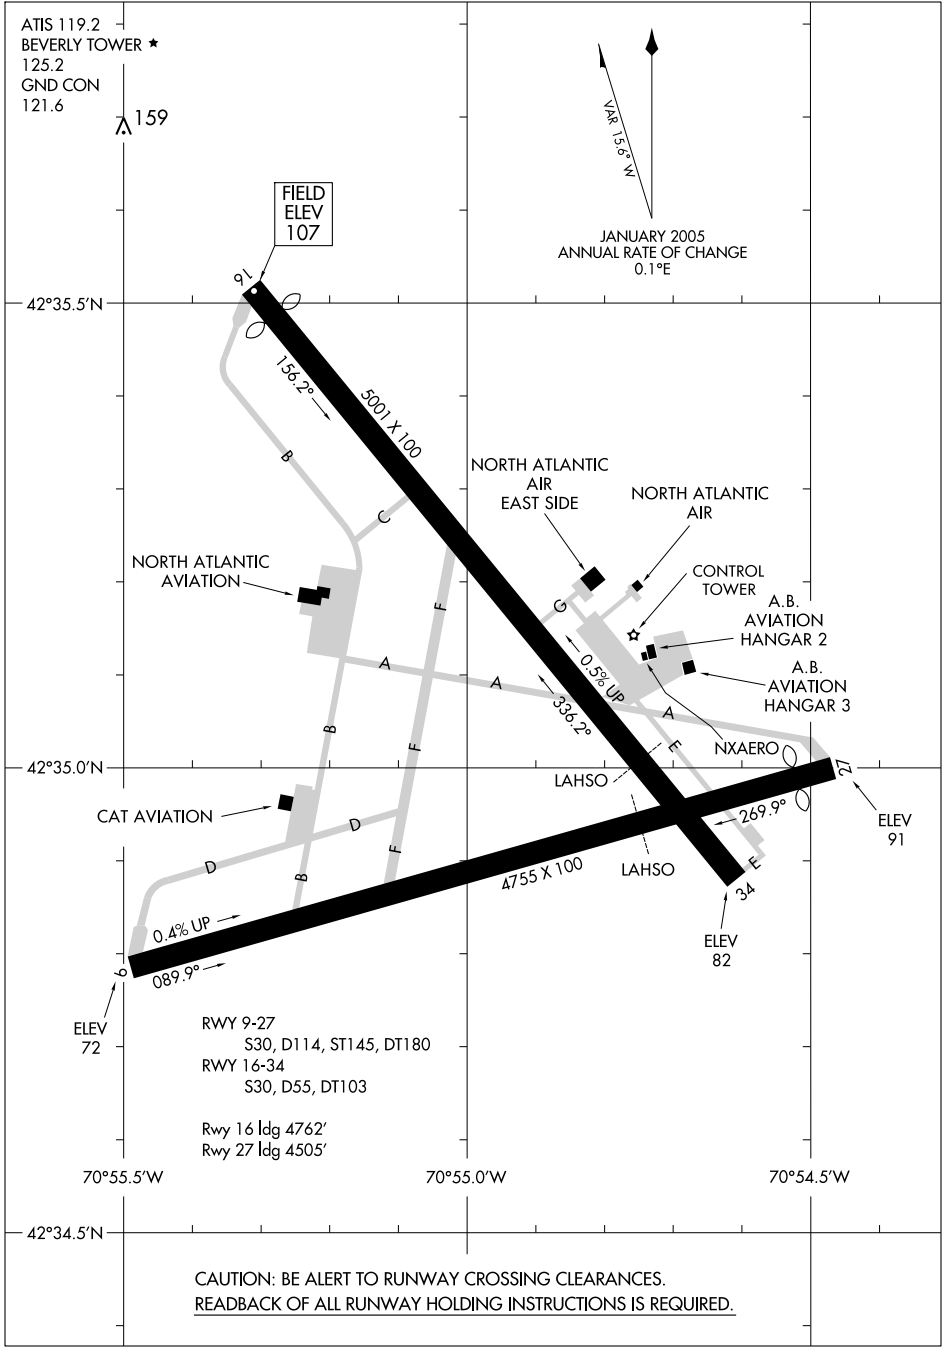 ATIS 119.2
BEVERLY TOWER ★
125.2
GND CON
121.6
159
VAR 15.6° W
JANUARY 2005
ANNUAL RATE OF CHANGE
0.1°E
FIELD
ELEV
107
16
42°35.5'N
156.2°
5001 X 100
B
C
NORTH ATLANTIC
AIR
EAST SIDE
NORTH ATLANTIC
AIR
NORTH ATLANTIC
AVIATION
CONTROL
TOWER
A.B.
AVIATION
HANGAR 2
F
G
A
A
0.5% UP
336.2°
A.B.
AVIATION
HANGAR 3
A
B
F
E
NXAERO
27
42°35.0'N
LAHSO
CAT AVIATION
269.9°
ELEV
91
D
D
F
B
4755 X 100
LAHSO
E
34
0.4% UP
089.9°
9
ELEV
82
ELEV
72
RWY 9-27
S30, D114, ST145, DT180
RWY 16-34
S30, D55, DT103
Rwy 16 ldg 4762'
Rwy 27 ldg 4505'
70°55.5'W
70°55.0'W
70°54.5'W
42°34.5'N
CAUTION: BE ALERT TO RUNWAY CROSSING CLEARANCES.
READBACK OF ALL RUNWAY HOLDING INSTRUCTIONS IS REQUIRED.